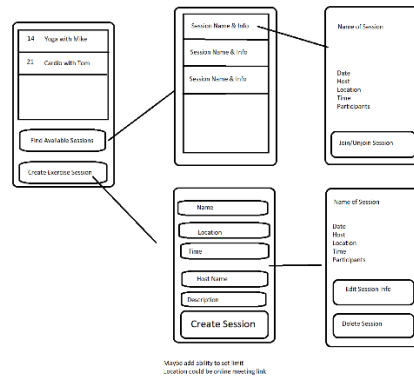 14 Yoga with Mike
21 Cardio with Tom
Find Available Sessions
Create Exercise Session
Session Name & Info
Session Name & Info
Session Name & Info
Name of Session
Date
Host
Location
Time
Participants
Join/Unjoin Session
Name
Location
Time
Host Name
Description
Create Session
Name of Session
Date
Host
Location
Time
Participants
Edit Session Info
Delete Session
Maybe add ability to set limit
Location could be online meeting link